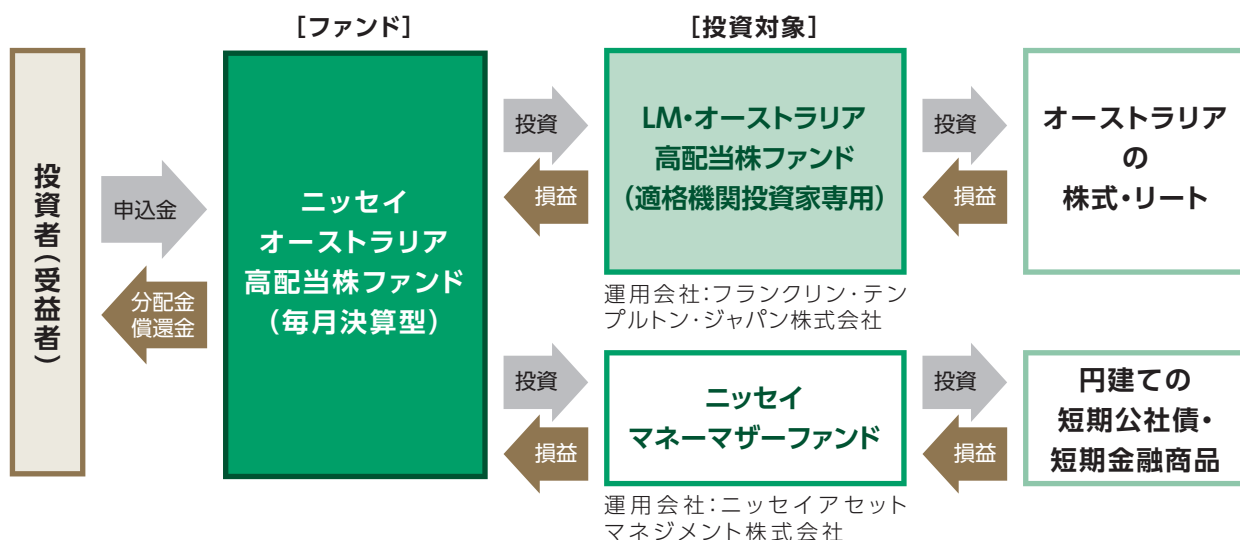 ［ファンド］
［投資対象］
投資者（受益者）
申込金
分配金
償還金
ニッセイ
オーストラリア
高配当株ファンド
（毎月決算型）
投資
損益
LM・オーストラリア
高配当株ファンド
（適格機関投資家専用）
運用会社：フランクリン・テン
プルトン・ジャパン株式会社
投資
損益
オーストラリア
の
株式・リート
投資
損益
ニッセイ
マネーマザーファンド
運用会社：ニッセイアセット
マネジメント株式会社
投資
損益
円建ての
短期公社債・
短期金融商品